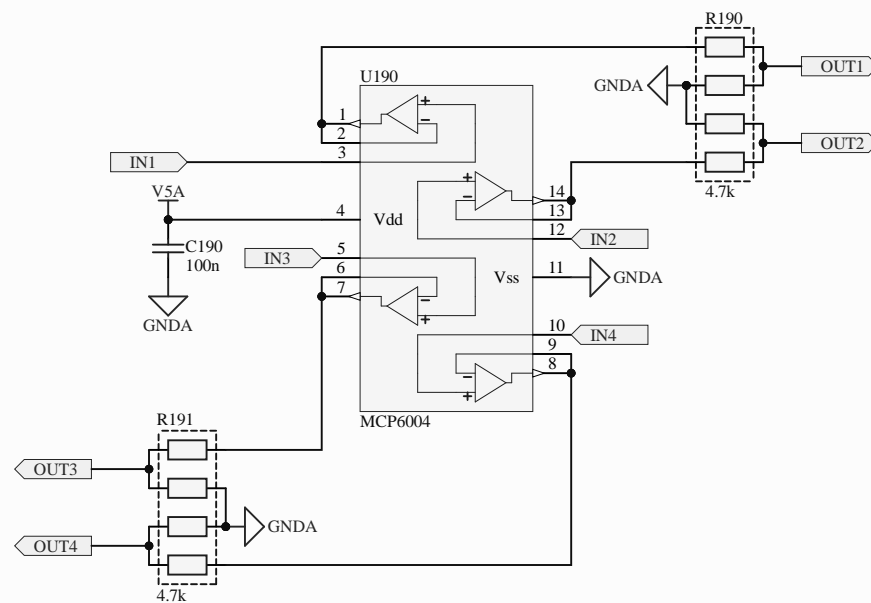 R190
OUT1
GNDA
OUT2
4.7k
U190
1
2
3
IN1
+
−
+
−
14
13
12
IN2
V5A
4
Vdd
C190
100n
GNDA
IN3
5
6
7
−
+
Vss
11
GNDA
10
9
8
IN4
−
+
MCP6004
R191
OUT3
GNDA
OUT4
4.7k